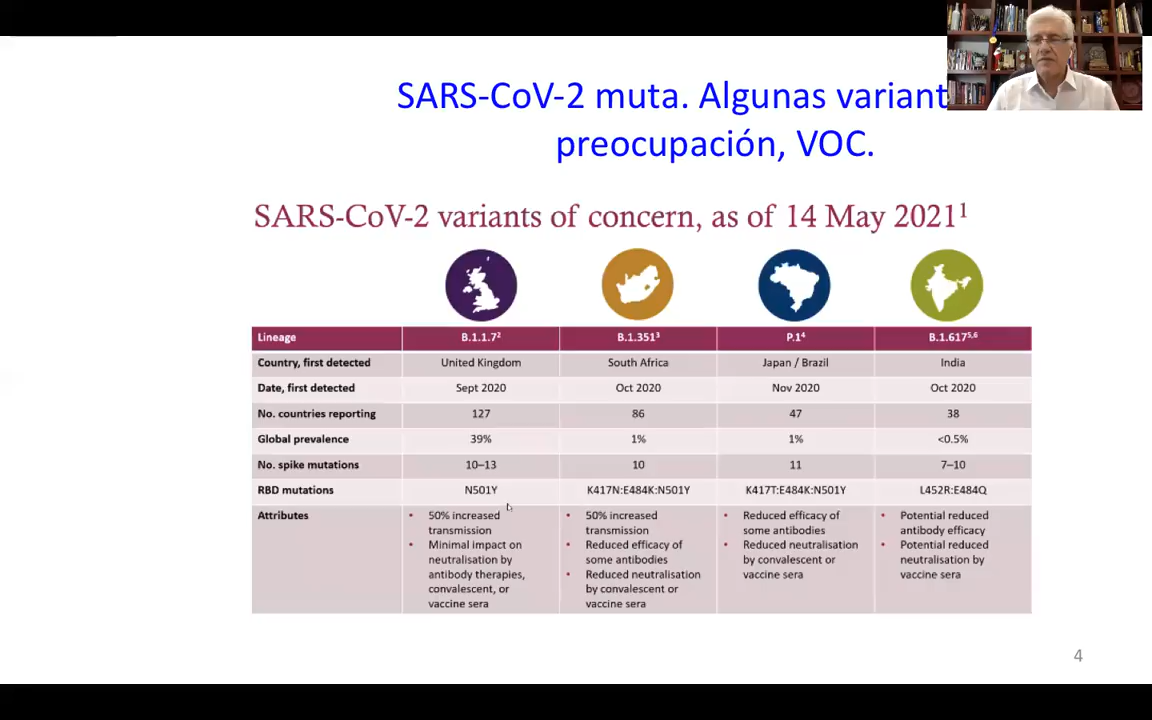 SARS-CoV-2 muta. Algunas variant
preocupación, VOC.
SARS-CoV-2 variants of concern, as of 14 May 2021¹
Lineage B.1.1.7² B.1.351³ P.1⁴ B.1.617⁵,⁶
Country, first detected United Kingdom South Africa Japan / Brazil India
Date, first detected Sept 2020 Oct 2020 Nov 2020 Oct 2020
No. countries reporting 127 86 47 38
Global prevalence 39% 1% 1% <0.5%
No. spike mutations 10–13 10 11 7–10
RBD mutations N501Y K417N:E484K:N501Y K417T:E484K:N501Y L452R:E484Q
Attributes
• 50% increased
transmission
• Minimal impact on
neutralisation by
antibody therapies,
convalescent, or
vaccine sera
• 50% increased
transmission
• Reduced efficacy of
some antibodies
• Reduced neutralisation
by convalescent or
vaccine sera
• Reduced efficacy of
some antibodies
• Reduced neutralisation
by convalescent or
vaccine sera
• Potential reduced
antibody efficacy
• Potential reduced
neutralisation by
vaccine sera
4